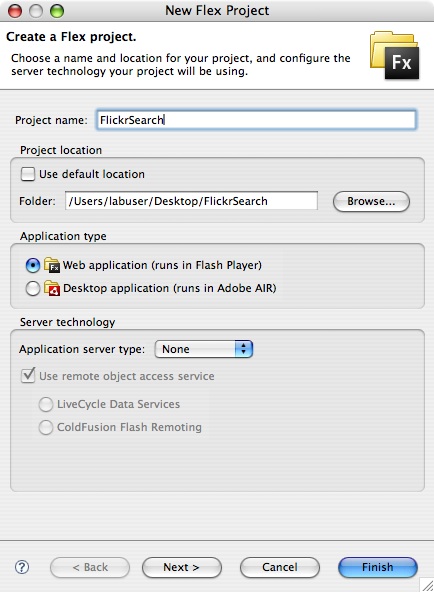 New Flex Project
Create a Flex project.
Choose a name and location for your project, and configure the
server technology your project will be using.
Fx
Project name: FlickrSearch
Project location
Use default location
Folder: /Users/labuser/Desktop/FlickrSearch Browse...
Application type
Fx Web application (runs in Flash Player)
Desktop application (runs in Adobe AIR)
Server technology
Application server type: None
Use remote object access service
LiveCycle Data Services
ColdFusion Flash Remoting
? < Back Next > Cancel Finish